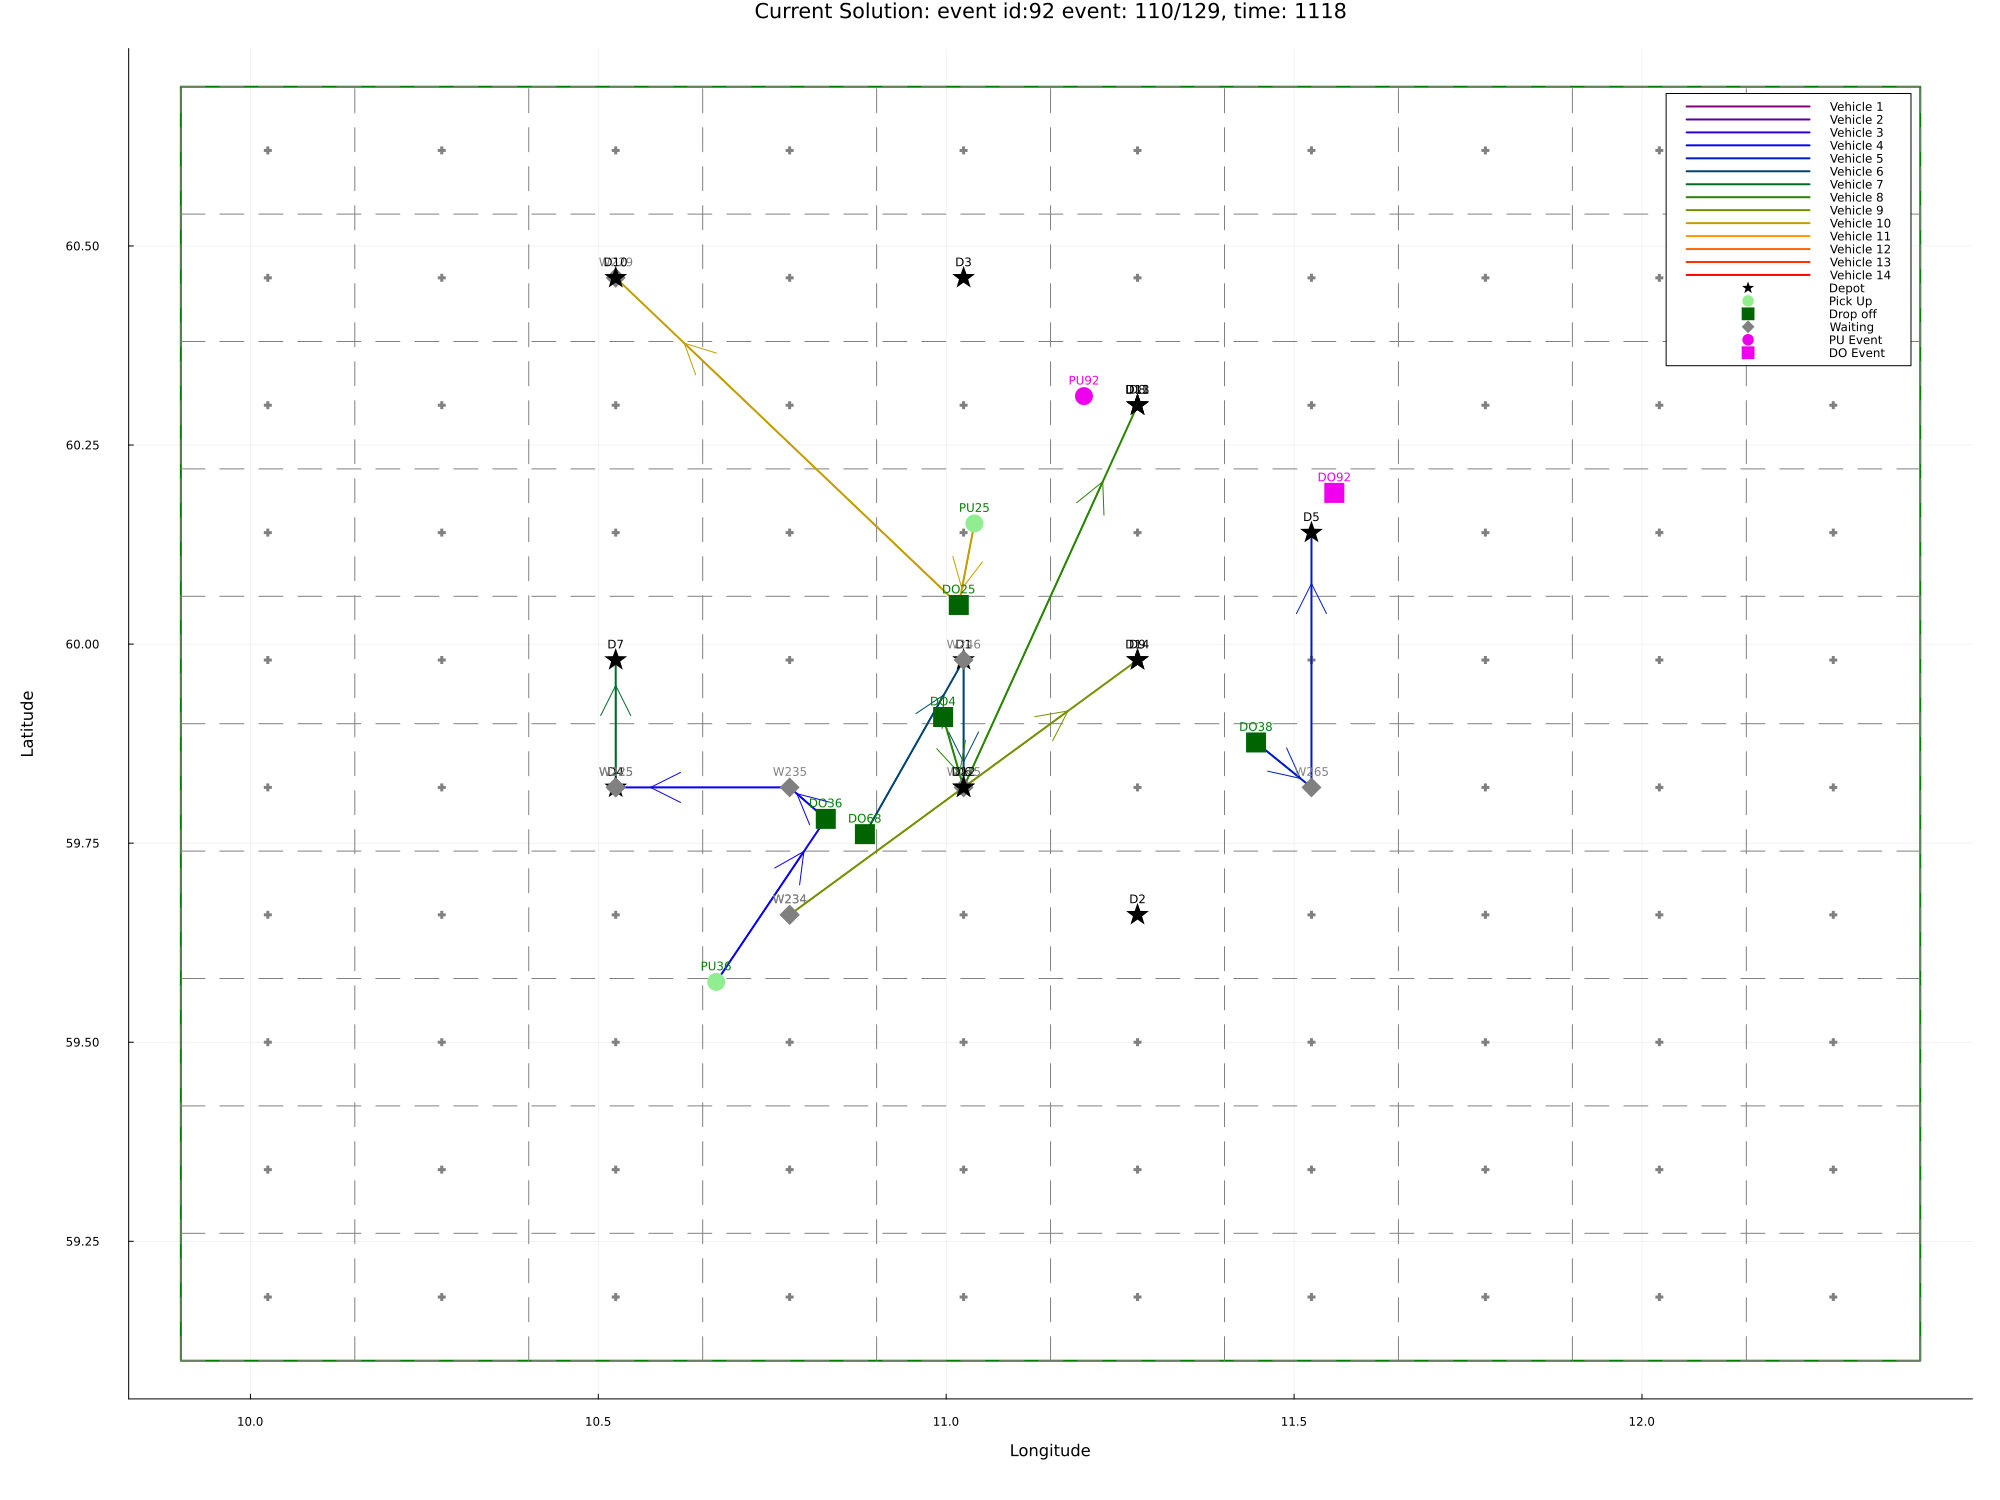 Current Solution: event id:92 event: 110/129, time: 1118
Vehicle 1
Vehicle 2
Vehicle 3
Vehicle 4
Vehicle 5
Vehicle 6
Vehicle 7
Vehicle 8
Vehicle 9
Vehicle 10
Vehicle 11
Vehicle 12
Vehicle 13
Vehicle 14
Depot
Pick Up
Drop off
Waiting
PU Event
DO Event
60.50
60.25
60.00
59.75
59.50
59.25
Latitude
D10
D3
PU92
DO92
PU25
D5
DO25
D7
D1
DO4
DO38
D4
W235
W265
DO36
DO68
W234
D2
PU36
10.0
10.5
11.0
11.5
12.0
Longitude